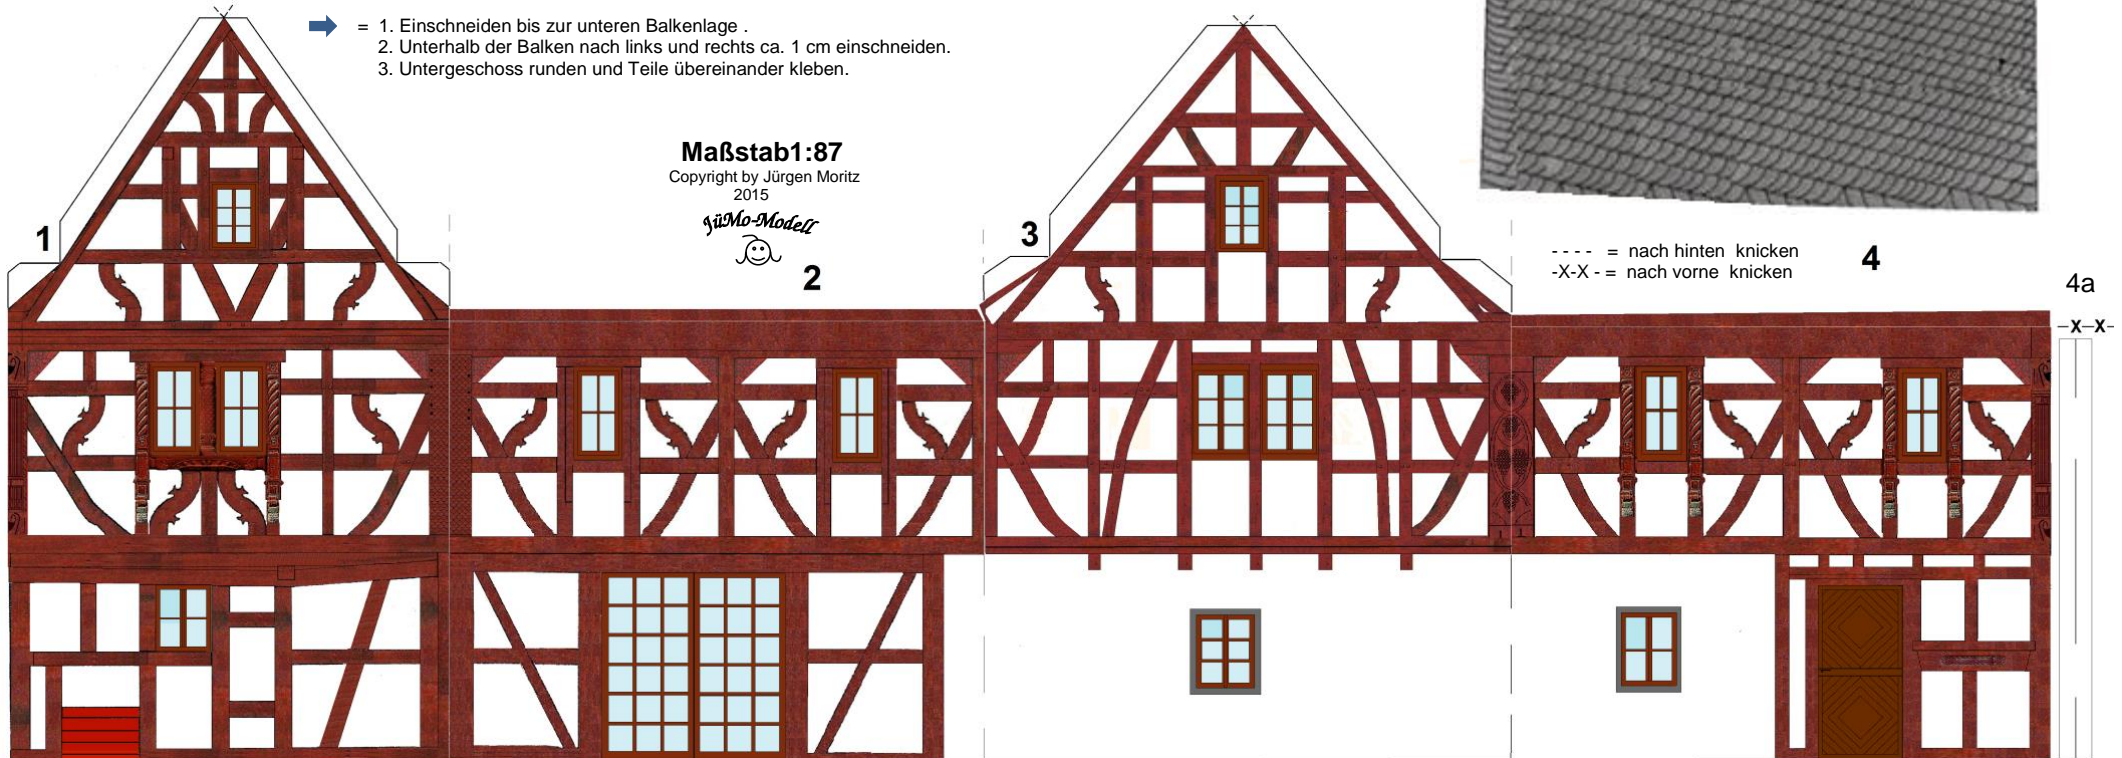 = 1. Einschneiden bis zur unteren Balkenlage .
2. Unterhalb der Balken nach links und rechts ca. 1 cm einschneiden.
3. Untergeschoss runden und Teile übereinander kleben.
Maßstab1:87
Copyright by Jürgen Moritz
2015
JüMo-Modell
1
2
3
- - - - = nach hinten knicken
-X-X - = nach vorne knicken
4
4a
–X–X–